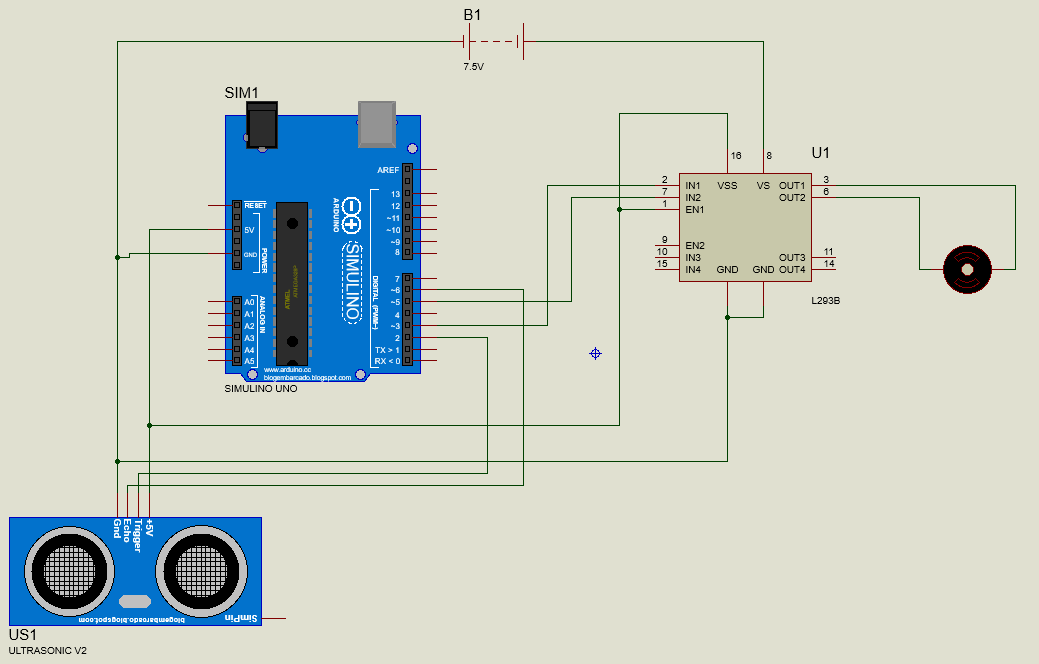 B1
7.5V
SIM1
AREF
RESET
13
12
~11
~10
~9
8
5V
GND
POWER
ARDUINO
SIMULINO
ATMEL
DIGITAL (PWM~)
7
~6
~5
4
~3
2
TX > 1
RX < 0
ANALOG IN
A0
A1
A2
A3
A4
A5
www.arduino.cc
blogembarcado.blogspot.com
SIMULINO UNO
U1
16
8
2
7
1
9
10
15
IN1
IN2
EN1
EN2
IN3
IN4
VSS
VS
OUT1
OUT2
OUT3
OUT4
GND
GND
3
6
11
14
L293B
+5V
Trigger
Echo
Gnd
SimPin
blogembarcado.blogspot.com
US1
ULTRASONIC V2